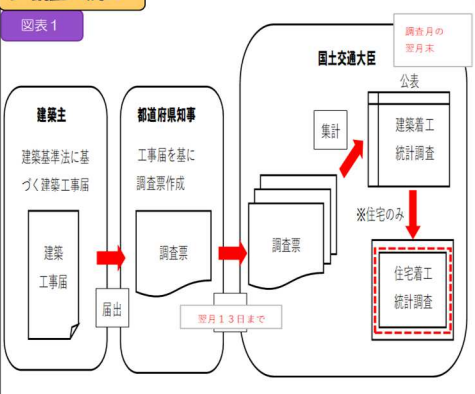 図表1
調査月の
翌月末
国土交通大臣
公表
建築主
都道府県知事
集計
建築着工
統計調査
建築基準法に基
づく建築工事届
工事届を基に
調査票作成
※住宅のみ
建築
工事届
調査票
調査票
住宅着工
統計調査
届出
翌月13日まで